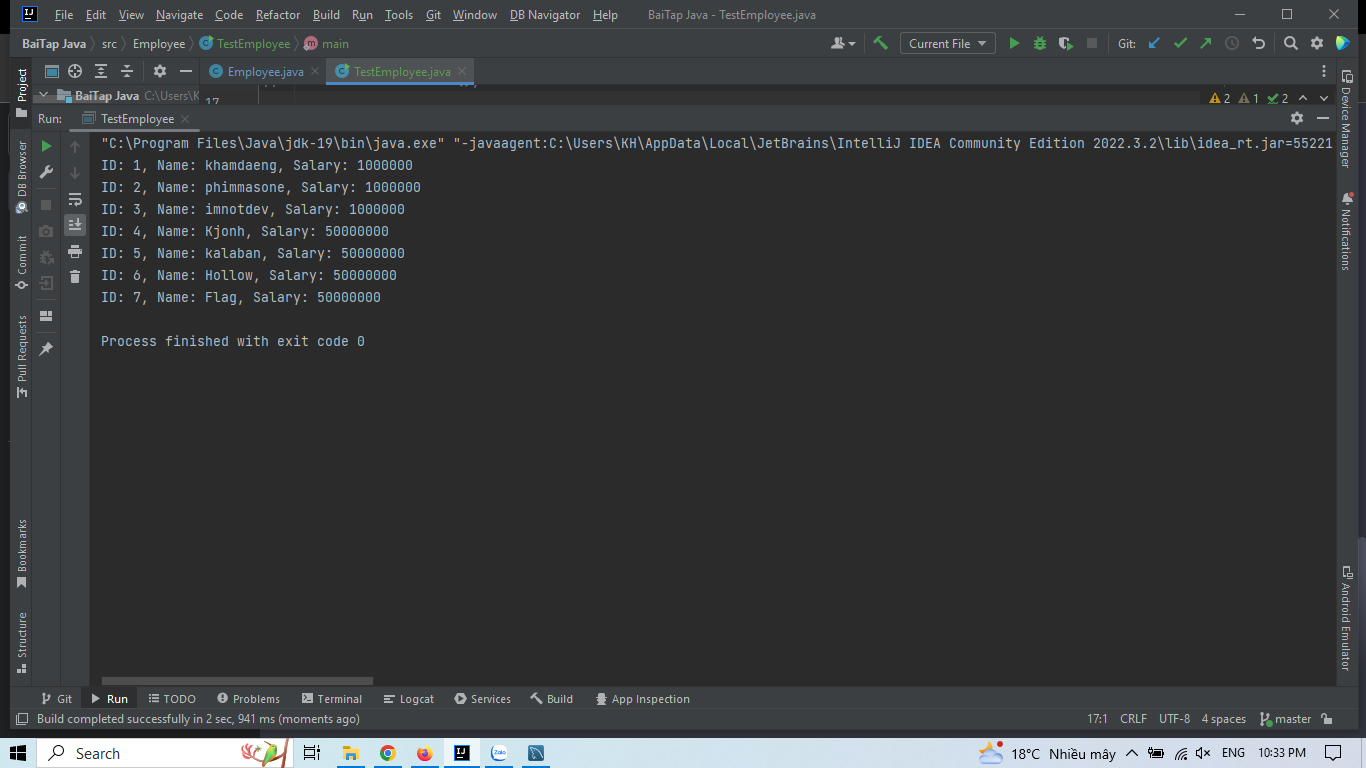 File Edit View Navigate Code Refactor Build Run Tools Git Window DB Navigator Help BaiTap Java - TestEmployee.java
BaiTap Java src Employee TestEmployee main Current File Git:
Project
Employee.java TestEmployee.java
BaiTap Java C:\Users\K 17 2 1 2
Run: TestEmployee
"C:\Program Files\Java\jdk-19\bin\java.exe" "-javaagent:C:\Users\KH\AppData\Local\JetBrains\IntelliJ IDEA Community Edition 2022.3.2\lib\idea_rt.jar=55221
ID: 1, Name: khamdaeng, Salary: 1000000
ID: 2, Name: phimmasone, Salary: 1000000
ID: 3, Name: imnotdev, Salary: 1000000
ID: 4, Name: Kjonh, Salary: 50000000
ID: 5, Name: kalaban, Salary: 50000000
ID: 6, Name: Hollow, Salary: 50000000
ID: 7, Name: Flag, Salary: 50000000
Process finished with exit code 0
DB Browser
Commit
Pull Requests
Bookmarks
Structure
Device Manager
Notifications
Android Emulator
Git Run TODO Problems Terminal Logcat Services Build App Inspection
Build completed successfully in 2 sec, 941 ms (moments ago) 17:1 CRLF UTF-8 4 spaces master
Search Zalo 18°C Nhiều mây ENG 10:33 PM